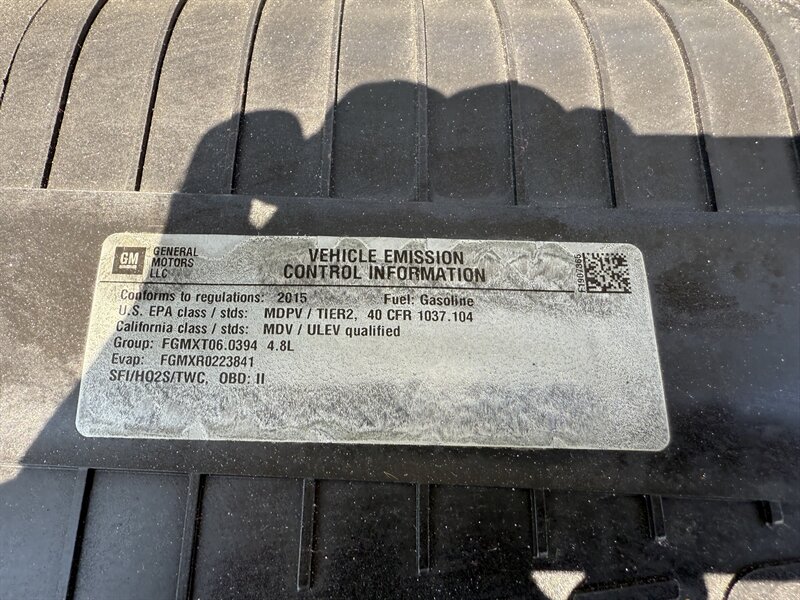 GM
GENERAL
MOTORS
LLC
VEHICLE EMISSION
CONTROL INFORMATION
Conforms to regulations: 2015 Fuel: Gasoline
U.S. EPA class / stds: MDPV / TIER2, 40 CFR 1037.104
California class / stds: MDV / ULEV qualified
Group: FGMXT06.0394 4.8L
Evap: FGMXR0223841
SFI/HO2S/TWC, OBD: II